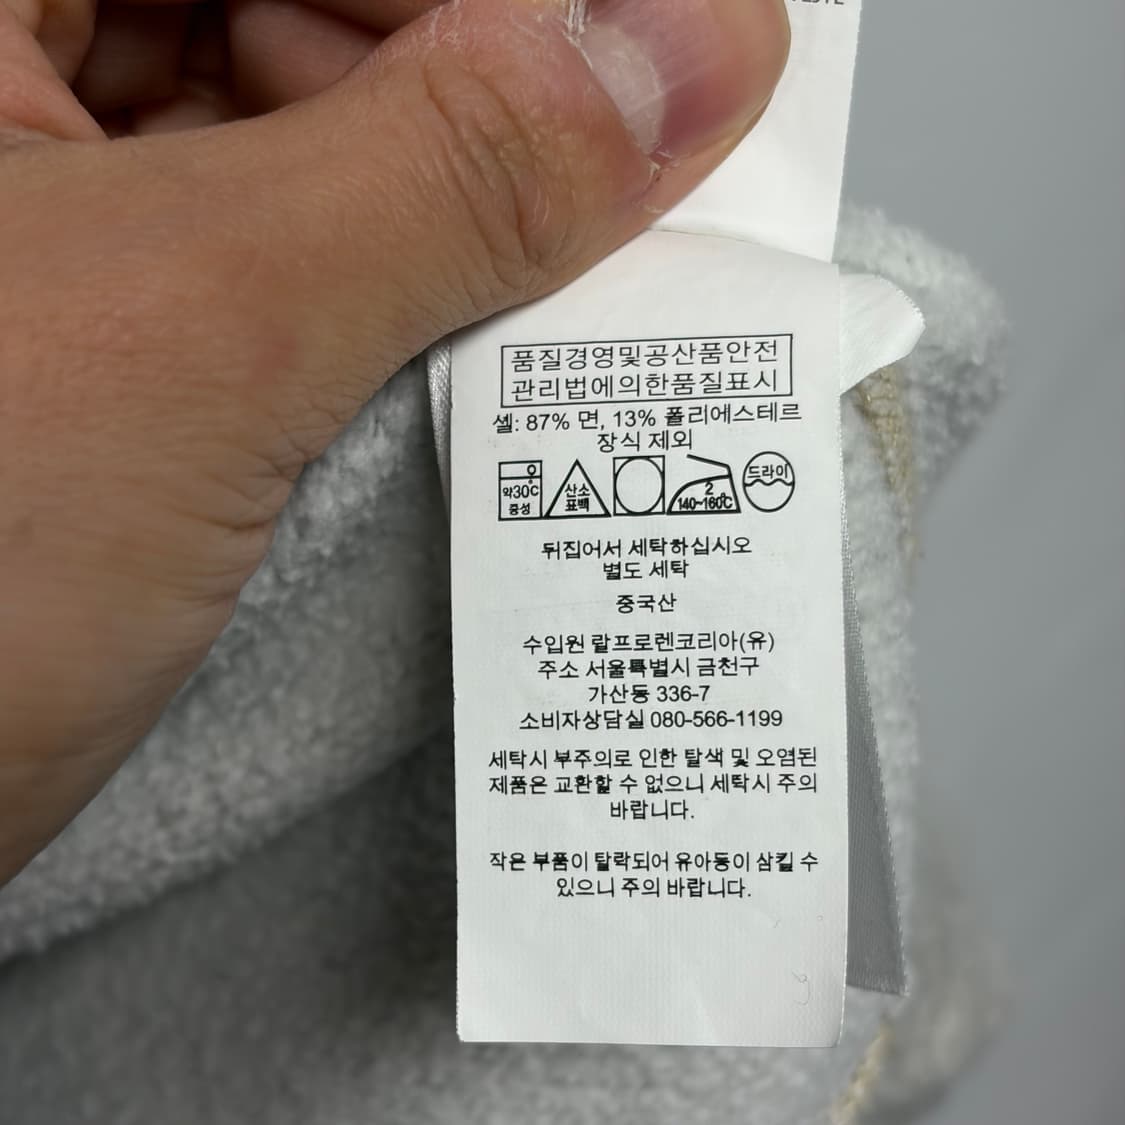 품질경영및공산품안전
관리법에의한품질표시
셸: 87% 면, 13% 폴리에스테르
장식 제외
약30℃
중성
산소
표백
2
140~160℃
드라이
뒤집어서 세탁하십시오
별도 세탁
중국산
수입원 랄프로렌코리아(유)
주소 서울특별시 금천구
가산동 336-7
소비자상담실 080-566-1199
세탁시 부주의로 인한 탈색 및 오염된
제품은 교환할 수 없으니 세탁시 주의
바랍니다.
작은 부품이 탈락되어 유아동이 삼킬 수
있으니 주의 바랍니다.